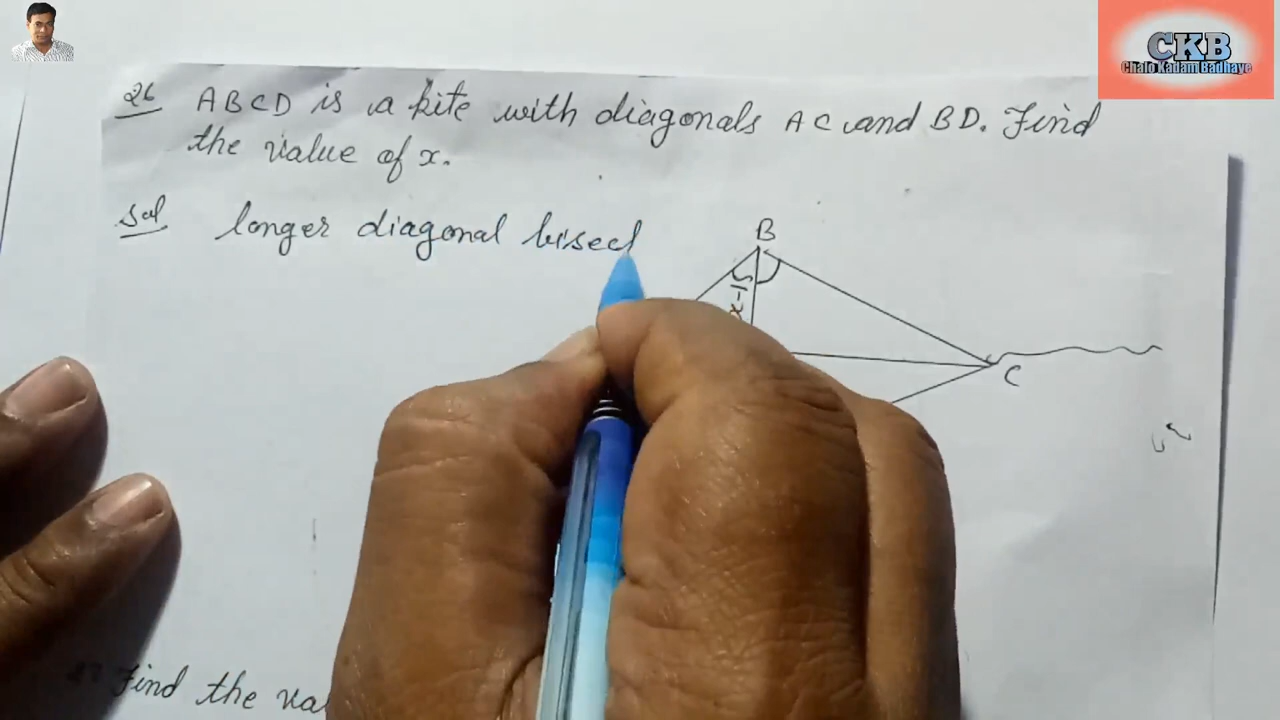 CKB
Chalo Kadam Badhaye
26 ABCD is a kite with diagonals AC and BD. Find
the value of x.
Sol longer diagonal bisect
B
C
27 Find the